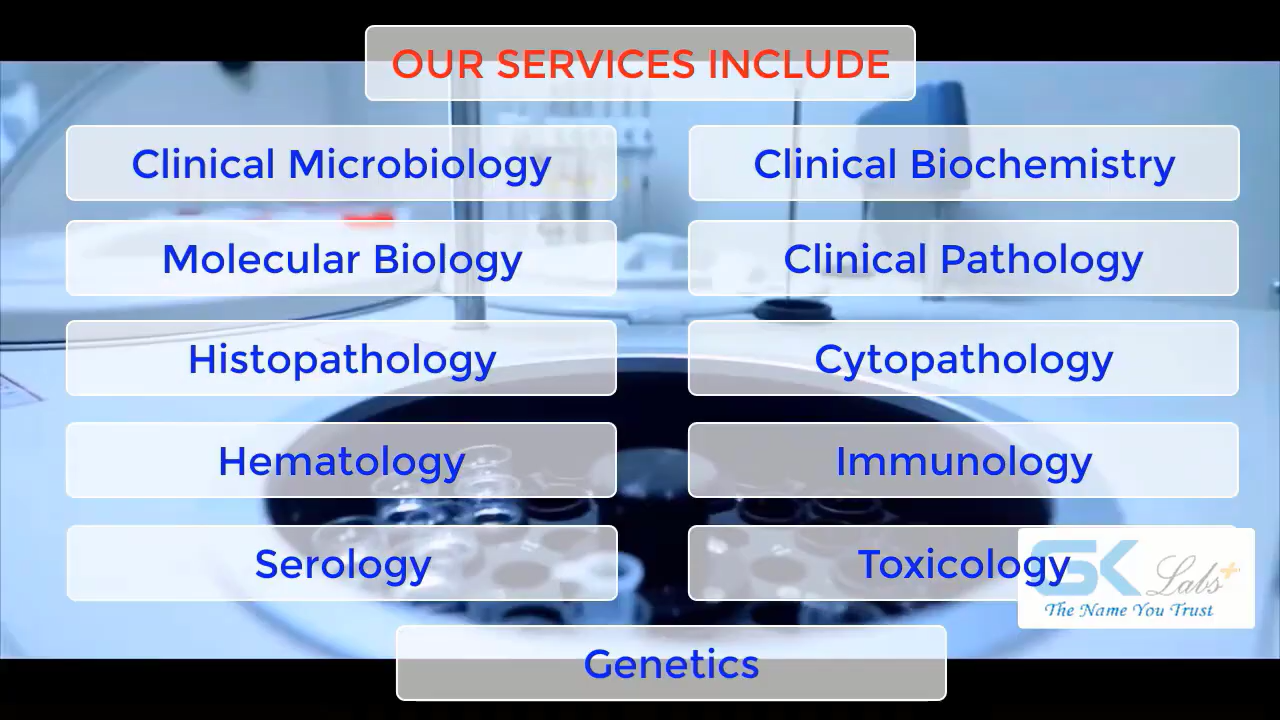 OUR SERVICES INCLUDE
Clinical Microbiology
Clinical Biochemistry
Molecular Biology
Clinical Pathology
Histopathology
Cytopathology
Hematology
Immunology
Serology
Toxicology
SK Labs+
The Name You Trust
Genetics